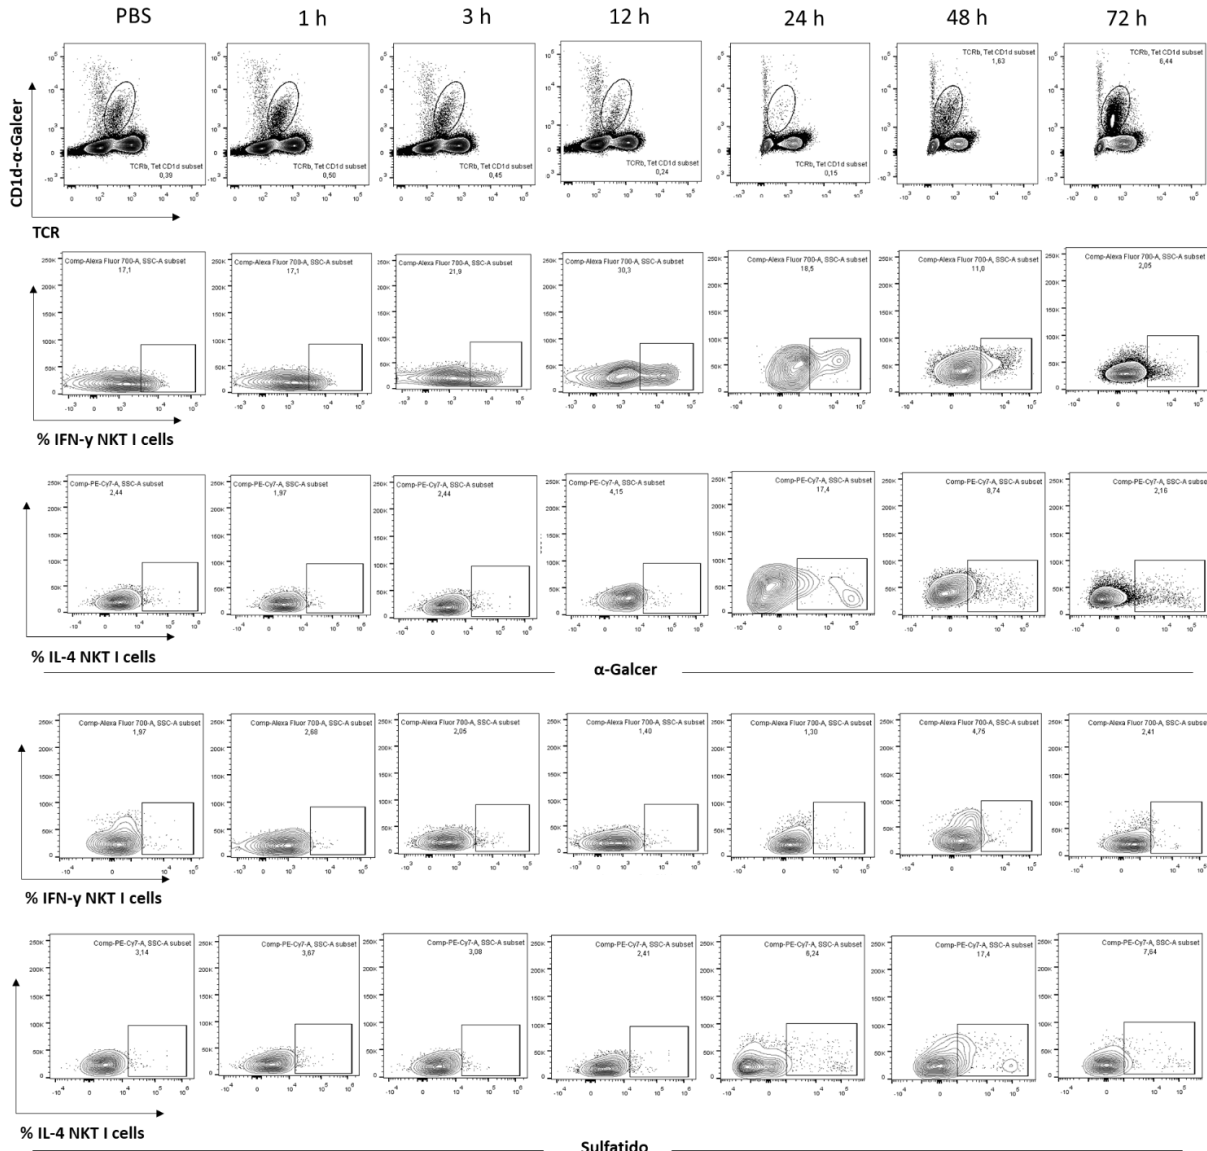 PBS 1 h 3 h 12 h 24 h 48 h 72 h
CD1d-α-Galcer
TCRb, Tet CD1d subset
0,39
TCRb, Tet CD1d subset
0,50
TCRb, Tet CD1d subset
0,45
TCRb, Tet CD1d subset
0,24
TCRb, Tet CD1d subset
0,15
TCRb, Tet CD1d subset
1,63
TCRb, Tet CD1d subset
6,44
TCR
Comp-Alexa Fluor 700-A, SSC-A subset
17,1
Comp-Alexa Fluor 700-A, SSC-A subset
17,1
Comp-Alexa Fluor 700-A, SSC-A subset
21,9
Comp-Alexa Fluor 700-A, SSC-A subset
30,3
Comp-Alexa Fluor 700-A, SSC-A subset
18,5
Comp-Alexa Fluor 700-A, SSC-A subset
11,0
Comp-Alexa Fluor 700-A, SSC-A subset
2,05
% IFN-y NKT I cells
Comp-PE-Cy7-A, SSC-A subset
2,44
Comp-PE-Cy7-A, SSC-A subset
1,97
Comp-PE-Cy7-A, SSC-A subset
2,44
Comp-PE-Cy7-A, SSC-A subset
4,15
Comp-PE-Cy7-A, SSC-A subset
17,4
Comp-PE-Cy7-A, SSC-A subset
8,74
Comp-PE-Cy7-A, SSC-A subset
2,16
% IL-4 NKT I cells
α-Galcer
Comp-Alexa Fluor 700-A, SSC-A subset
1,97
Comp-Alexa Fluor 700-A, SSC-A subset
2,68
Comp-Alexa Fluor 700-A, SSC-A subset
2,05
Comp-Alexa Fluor 700-A, SSC-A subset
1,40
Comp-Alexa Fluor 700-A, SSC-A subset
1,30
Comp-Alexa Fluor 700-A, SSC-A subset
4,75
Comp-Alexa Fluor 700-A, SSC-A subset
2,41
% IFN-y NKT I cells
Comp-PE-Cy7-A, SSC-A subset
3,14
Comp-PE-Cy7-A, SSC-A subset
3,67
Comp-PE-Cy7-A, SSC-A subset
3,08
Comp-PE-Cy7-A, SSC-A subset
2,41
Comp-PE-Cy7-A, SSC-A subset
6,24
Comp-PE-Cy7-A, SSC-A subset
17,4
Comp-PE-Cy7-A, SSC-A subset
7,64
% IL-4 NKT I cells
Sulfatido